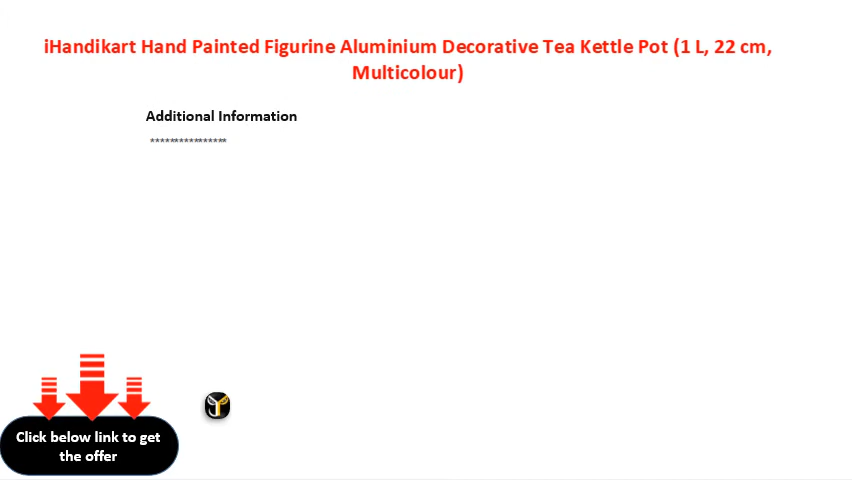 iHandikart Hand Painted Figurine Aluminium Decorative Tea Kettle Pot (1 L, 22 cm,
Multicolour)
Additional Information
****************
Click below link to get
the offer